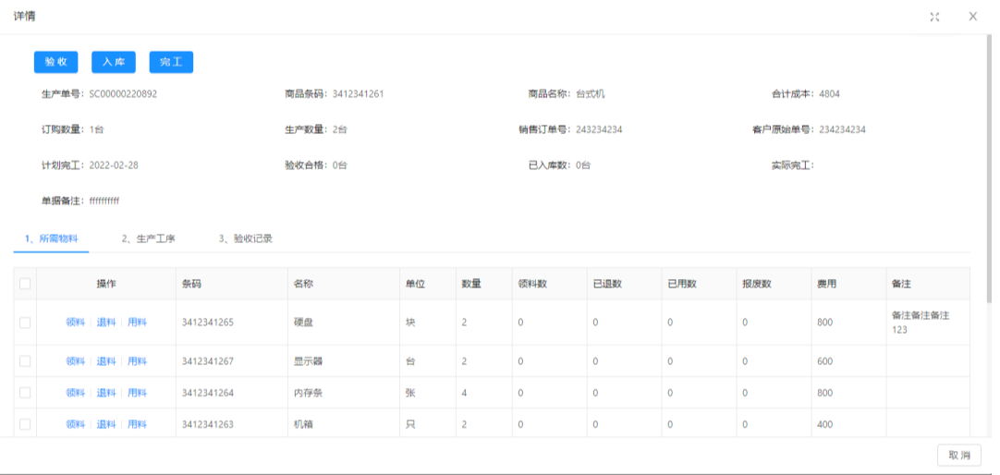 详情
验 收 入 库 完 工
生产单号: SC00000220892 商品条码: 3412341261 商品名称: 台式机 合计成本: 4804
订购数量: 1台 生产数量: 2台 销售订单号: 243234234 客户原始单号: 234234234
计划完工: 2022-02-28 验收合格: 0台 已入库数: 0台 实际完工:
单据备注: ffffffffff
1、所需物料 2、生产工序 3、验收记录
操作 条码 名称 单位 数量 领料数 已退数 已用数 报废数 费用 备注
领料 退料 用料 3412341265 硬盘 块 2 0 0 0 0 800 备注备注备注
123
领料 退料 用料 3412341267 显示器 台 2 0 0 0 0 600
领料 退料 用料 3412341264 内存条 张 4 0 0 0 0 800
领料 退料 用料 3412341263 机箱 只 2 0 0 0 0 400
取 消